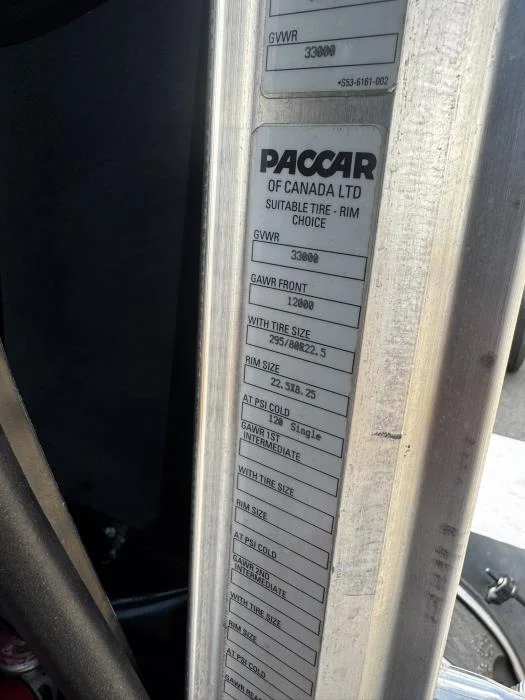 GVWR
33000
*S53-6161-002
PACCAR
OF CANADA LTD
SUITABLE TIRE - RIM
CHOICE
GVWR
33000
GAWR FRONT
12000
WITH TIRE SIZE
295/80R22.5
RIM SIZE
22.5X8.25
AT PSI COLD
120 Single
GAWR 1ST
INTERMEDIATE
WITH TIRE SIZE
RIM SIZE
AT PSI COLD
GAWR 2ND
INTERMEDIATE
WITH TIRE SIZE
RIM SIZE
AT PSI COLD
GAWR